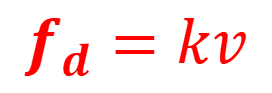 f_d = kv